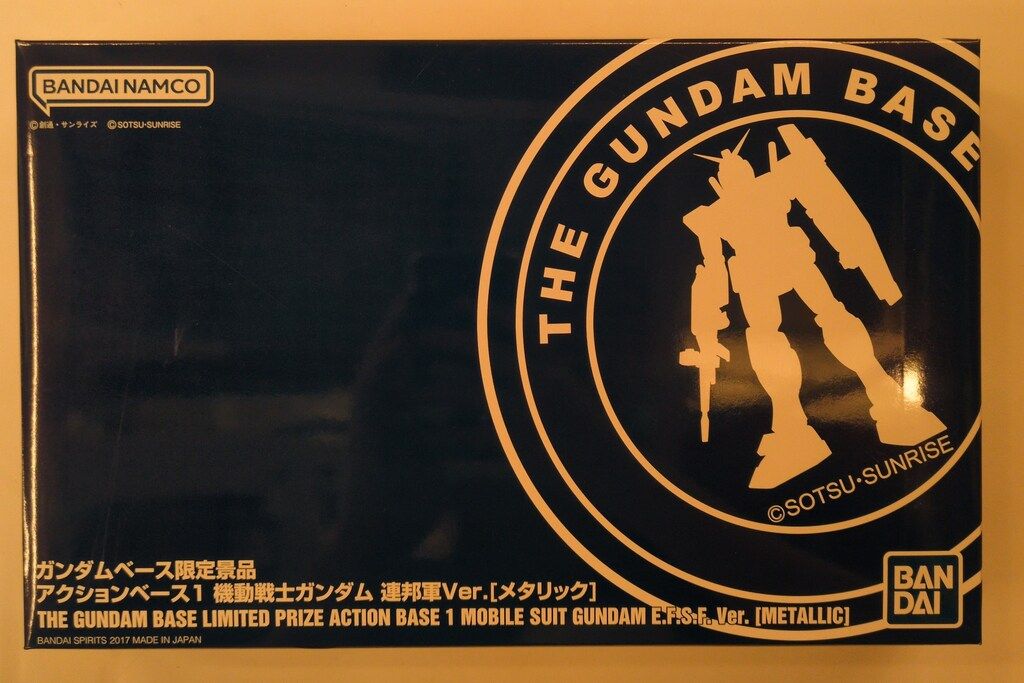 BANDAI NAMCO
©創通・サンライズ ©SOTSU・SUNRISE
THE GUNDAM BASE
©SOTSU・SUNRISE
ガンダムベース限定景品
アクションベース1 機動戦士ガンダム 連邦軍Ver.[メタリック]
THE GUNDAM BASE LIMITED PRIZE ACTION BASE 1 MOBILE SUIT GUNDAM E.F.S.F. Ver. [METALLIC]
BANDAI SPIRITS 2017 MADE IN JAPAN
BAN
DAI